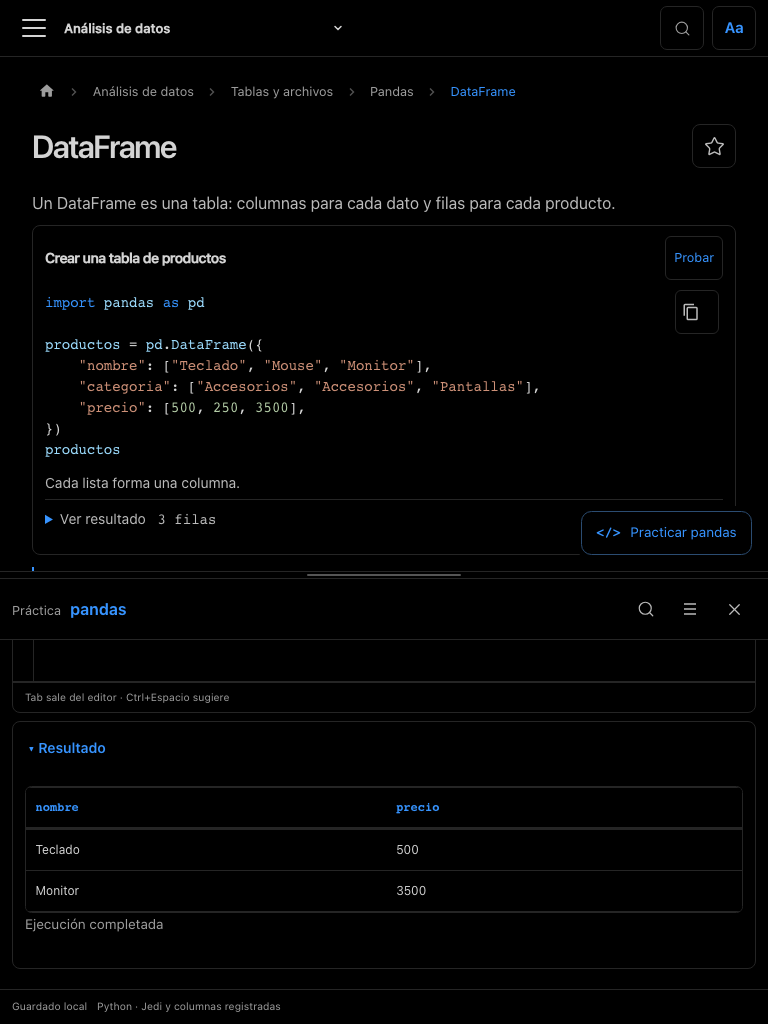 Análisis de datos
Aa
Análisis de datos > Tablas y archivos > Pandas > DataFrame
DataFrame
Un DataFrame es una tabla: columnas para cada dato y filas para cada producto.
Crear una tabla de productos
Probar
import pandas as pd
productos = pd.DataFrame({
    "nombre": ["Teclado", "Mouse", "Monitor"],
    "categoria": ["Accesorios", "Accesorios", "Pantallas"],
    "precio": [500, 250, 3500],
})
productos
Cada lista forma una columna.
Ver resultado 3 filas
</> Practicar pandas
Práctica pandas
Tab sale del editor · Ctrl+Espacio sugiere
Resultado
nombre precio
Teclado 500
Monitor 3500
Ejecución completada
Guardado local Python · Jedi y columnas registradas